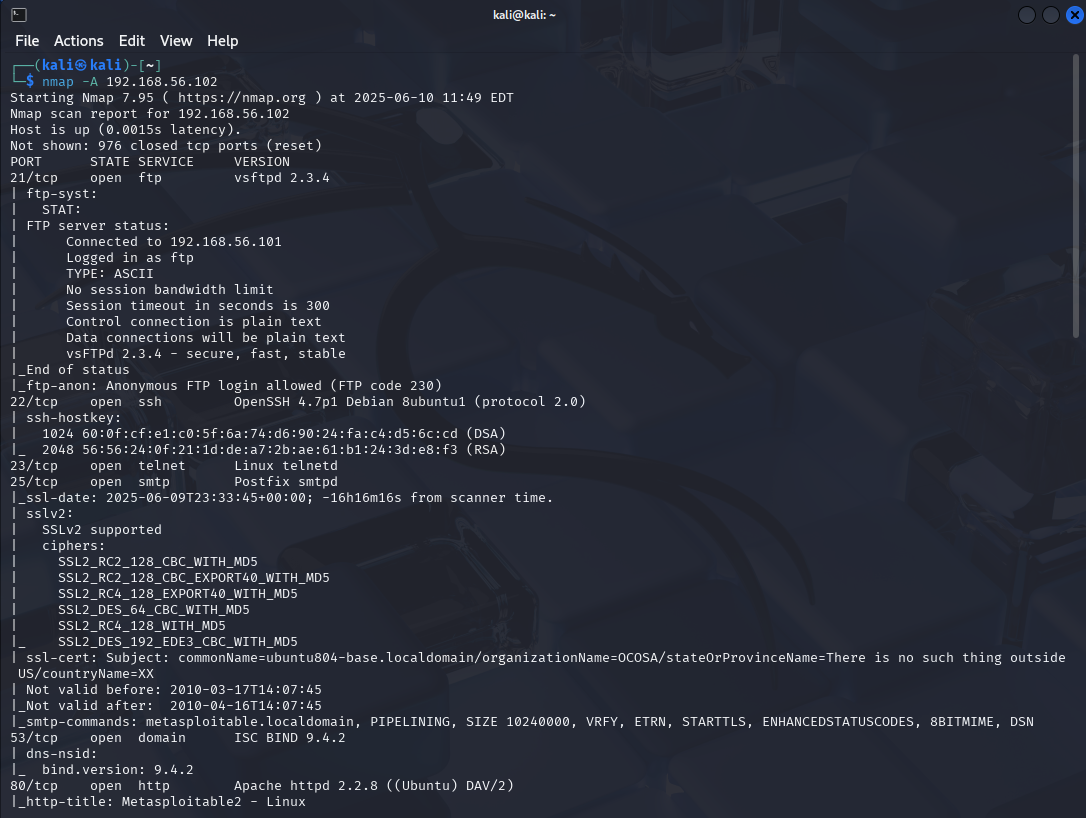 kali@kali: ~
File Actions Edit View Help
┌──(kali㉿kali)-[~]
└─$ nmap -A 192.168.56.102
Starting Nmap 7.95 ( https://nmap.org ) at 2025-06-10 11:49 EDT
Nmap scan report for 192.168.56.102
Host is up (0.0015s latency).
Not shown: 976 closed tcp ports (reset)
PORT     STATE SERVICE     VERSION
21/tcp    open  ftp         vsftpd 2.3.4
| ftp-syst:
|   STAT:
| FTP server status:
|      Connected to 192.168.56.101
|      Logged in as ftp
|      TYPE: ASCII
|      No session bandwidth limit
|      Session timeout in seconds is 300
|      Control connection is plain text
|      Data connections will be plain text
|      vsFTPd 2.3.4 - secure, fast, stable
|_End of status
|_ftp-anon: Anonymous FTP login allowed (FTP code 230)
22/tcp    open  ssh         OpenSSH 4.7p1 Debian 8ubuntu1 (protocol 2.0)
| ssh-hostkey:
|   1024 60:0f:cf:e1:c0:5f:6a:74:d6:90:24:fa:c4:d5:6c:cd (DSA)
|_  2048 56:56:24:0f:21:1d:de:a7:2b:ae:61:b1:24:3d:e8:f3 (RSA)
23/tcp    open  telnet      Linux telnetd
25/tcp    open  smtp        Postfix smtpd
|_ssl-date: 2025-06-09T23:33:45+00:00; -16h16m16s from scanner time.
| sslv2:
|   SSLv2 supported
|   ciphers:
|     SSL2_RC2_128_CBC_WITH_MD5
|     SSL2_RC2_128_CBC_EXPORT40_WITH_MD5
|     SSL2_RC4_128_EXPORT40_WITH_MD5
|     SSL2_DES_64_CBC_WITH_MD5
|     SSL2_RC4_128_WITH_MD5
|_    SSL2_DES_192_EDE3_CBC_WITH_MD5
| ssl-cert: Subject: commonName=ubuntu804-base.localdomain/organizationName=OCOSA/stateOrProvinceName=There is no such thing outside
 US/countryName=XX
| Not valid before: 2010-03-17T14:07:45
|_Not valid after:  2010-04-16T14:07:45
|_smtp-commands: metasploitable.localdomain, PIPELINING, SIZE 10240000, VRFY, ETRN, STARTTLS, ENHANCEDSTATUSCODES, 8BITMIME, DSN
53/tcp    open  domain      ISC BIND 9.4.2
| dns-nsid:
|_  bind.version: 9.4.2
80/tcp    open  http        Apache httpd 2.2.8 ((Ubuntu) DAV/2)
|_http-title: Metasploitable2 - Linux